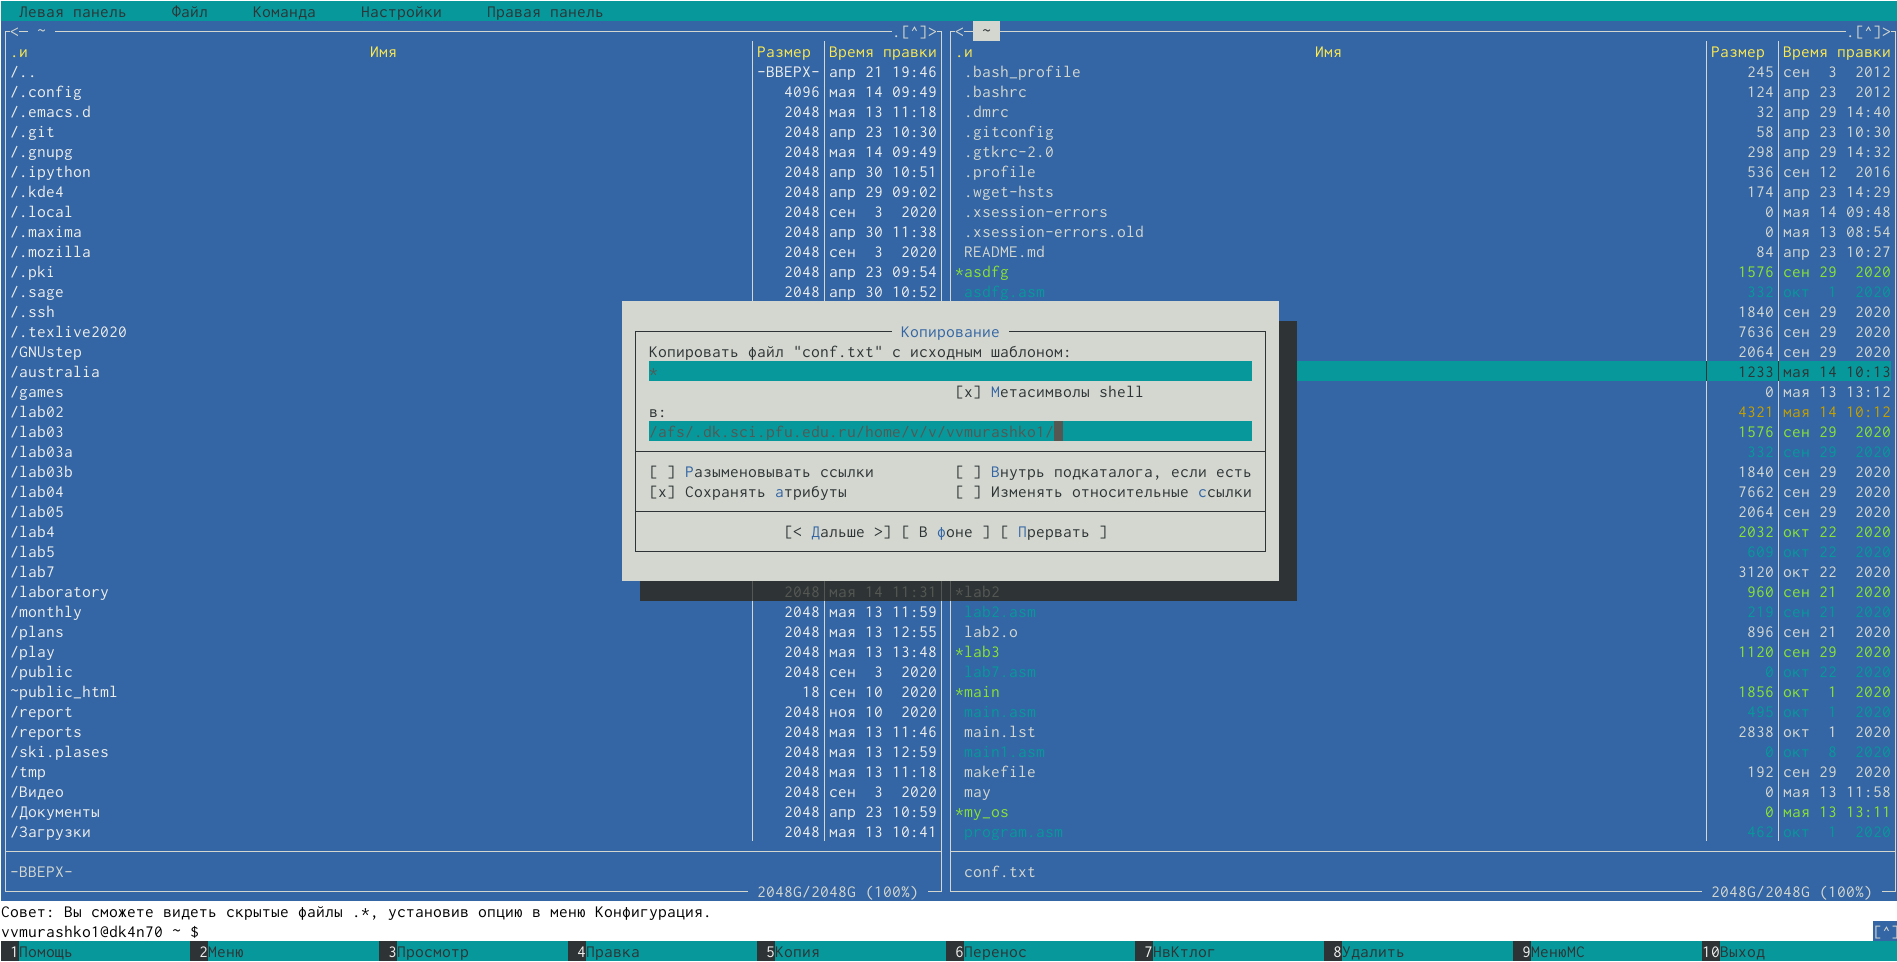 Левая панель Файл Команда Настройки Правая панель
<- ~ .[^]> <- ~ .[^]>
.и Имя Размер Время правки .и Имя Размер Время правки
/.. -ВВЕРХ- апр 21 19:46 .bash_profile 245 сен 3 2012
/.config 4096 мая 14 09:49 .bashrc 124 апр 23 2012
/.emacs.d 2048 мая 13 11:18 .dmrc 32 апр 29 14:40
/.git 2048 апр 23 10:30 .gitconfig 58 апр 23 10:30
/.gnupg 2048 мая 14 09:49 .gtkrc-2.0 298 апр 29 14:32
/.ipython 2048 апр 30 10:51 .profile 536 сен 12 2016
/.kde4 2048 апр 29 09:02 .wget-hsts 174 апр 23 14:29
/.local 2048 сен 3 2020 .xsession-errors 0 мая 14 09:48
/.maxima 2048 апр 30 11:38 .xsession-errors.old 0 мая 13 08:54
/.mozilla 2048 сен 3 2020 README.md 84 апр 23 10:27
/.pki 2048 апр 23 09:54 *asdfg 1576 сен 29 2020
/.sage 2048 апр 30 10:52 asdfg.asm 332 окт 1 2020
/.ssh 1840 сен 29 2020
/.texlive2020 Копирование 7636 сен 29 2020
/GNUstep Копировать файл "conf.txt" с исходным шаблоном: 2064 сен 29 2020
/australia * 1233 мая 14 10:13
/games [x] Метасимволы shell 0 мая 13 13:12
/lab02 в: 4321 мая 14 10:12
/lab03 /afs/.dk.sci.pfu.edu.ru/home/v/v/vvmurashko1/ 1576 сен 29 2020
/lab03a 332 сен 29 2020
/lab03b [ ] Разыменовывать ссылки [ ] Внутрь подкаталога, если есть 1840 сен 29 2020
/lab04 [x] Сохранять атрибуты [ ] Изменять относительные ссылки 7662 сен 29 2020
/lab05 2064 сен 29 2020
/lab4 [< Дальше >] [ В фоне ] [ Прервать ] 2032 окт 22 2020
/lab5 609 окт 22 2020
/lab7 3120 окт 22 2020
/laboratory 2048 мая 14 11:31 *lab2 960 сен 21 2020
/monthly 2048 мая 13 11:59 lab2.asm 219 сен 21 2020
/plans 2048 мая 13 12:55 lab2.o 896 сен 21 2020
/play 2048 мая 13 13:48 *lab3 1120 сен 29 2020
/public 2048 сен 3 2020 lab7.asm 0 окт 22 2020
~public_html 18 сен 10 2020 *main 1856 окт 1 2020
/report 2048 ноя 10 2020 main.asm 495 окт 1 2020
/reports 2048 мая 13 11:46 main.lst 2838 окт 1 2020
/ski.plases 2048 мая 13 12:59 main1.asm 0 окт 8 2020
/tmp 2048 мая 13 11:18 makefile 192 сен 29 2020
/Видео 2048 сен 3 2020 may 0 мая 13 11:58
/Документы 2048 апр 23 10:59 *my_os 0 мая 13 13:11
/Загрузки 2048 мая 13 10:41 program.asm 462 окт 1 2020
-ВВЕРХ- conf.txt
2048G/2048G (100%) 2048G/2048G (100%)
Совет: Вы сможете видеть скрытые файлы .*, установив опцию в меню Конфигурация.
vvmurashko1@dk4n70 ~ $ [^]
1Помощь 2Меню 3Просмотр 4Правка 5Копия 6Перенос 7НвКтлог 8Удалить 9МенюMC 10Выход